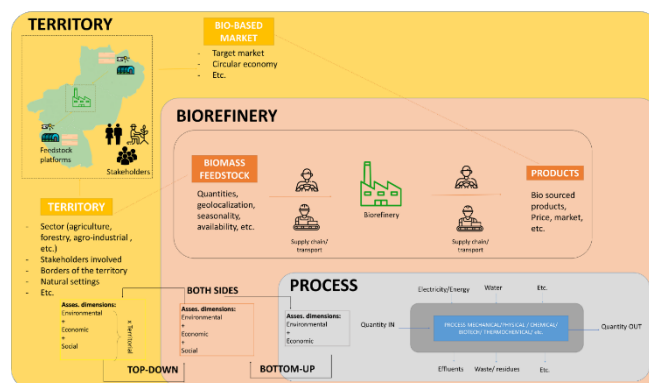 TERRITORY
BIO-BASED
MARKET
- Target market
- Circular economy
- Etc.
Feedstock
platforms
Stakeholders
TERRITORY
- Sector (agriculture,
forestry, agro-industrial ,
etc.)
- Stakeholders involved
- Borders of the territory
- Natural settings
- Etc.
BIOREFINERY
BIOMASS
FEEDSTOCK
Quantities,
geolocalization,
seasonality,
availability, etc.
Supply chain/
transport
Biorefinery
Supply chain/
transport
PRODUCTS
Bio sourced
products,
Price, market,
etc.
BOTH SIDES
Asses. dimensions:
Environmental
+
Economic
+
Social
x Territorial
Asses. dimensions:
Environmental
+
Economic
+
Social
Asses. dimensions:
Environmental
+
Economic
TOP-DOWN
BOTTOM-UP
PROCESS
Electricity/Energy
Water
Etc.
Quantity IN
PROCESS MECHANICAL/PHYSICAL / CHEMICAL/
BIOTECH/ THERMOCHEMICAL/ etc.
Quantity OUT
Effluents
Waste/ residues
Etc.